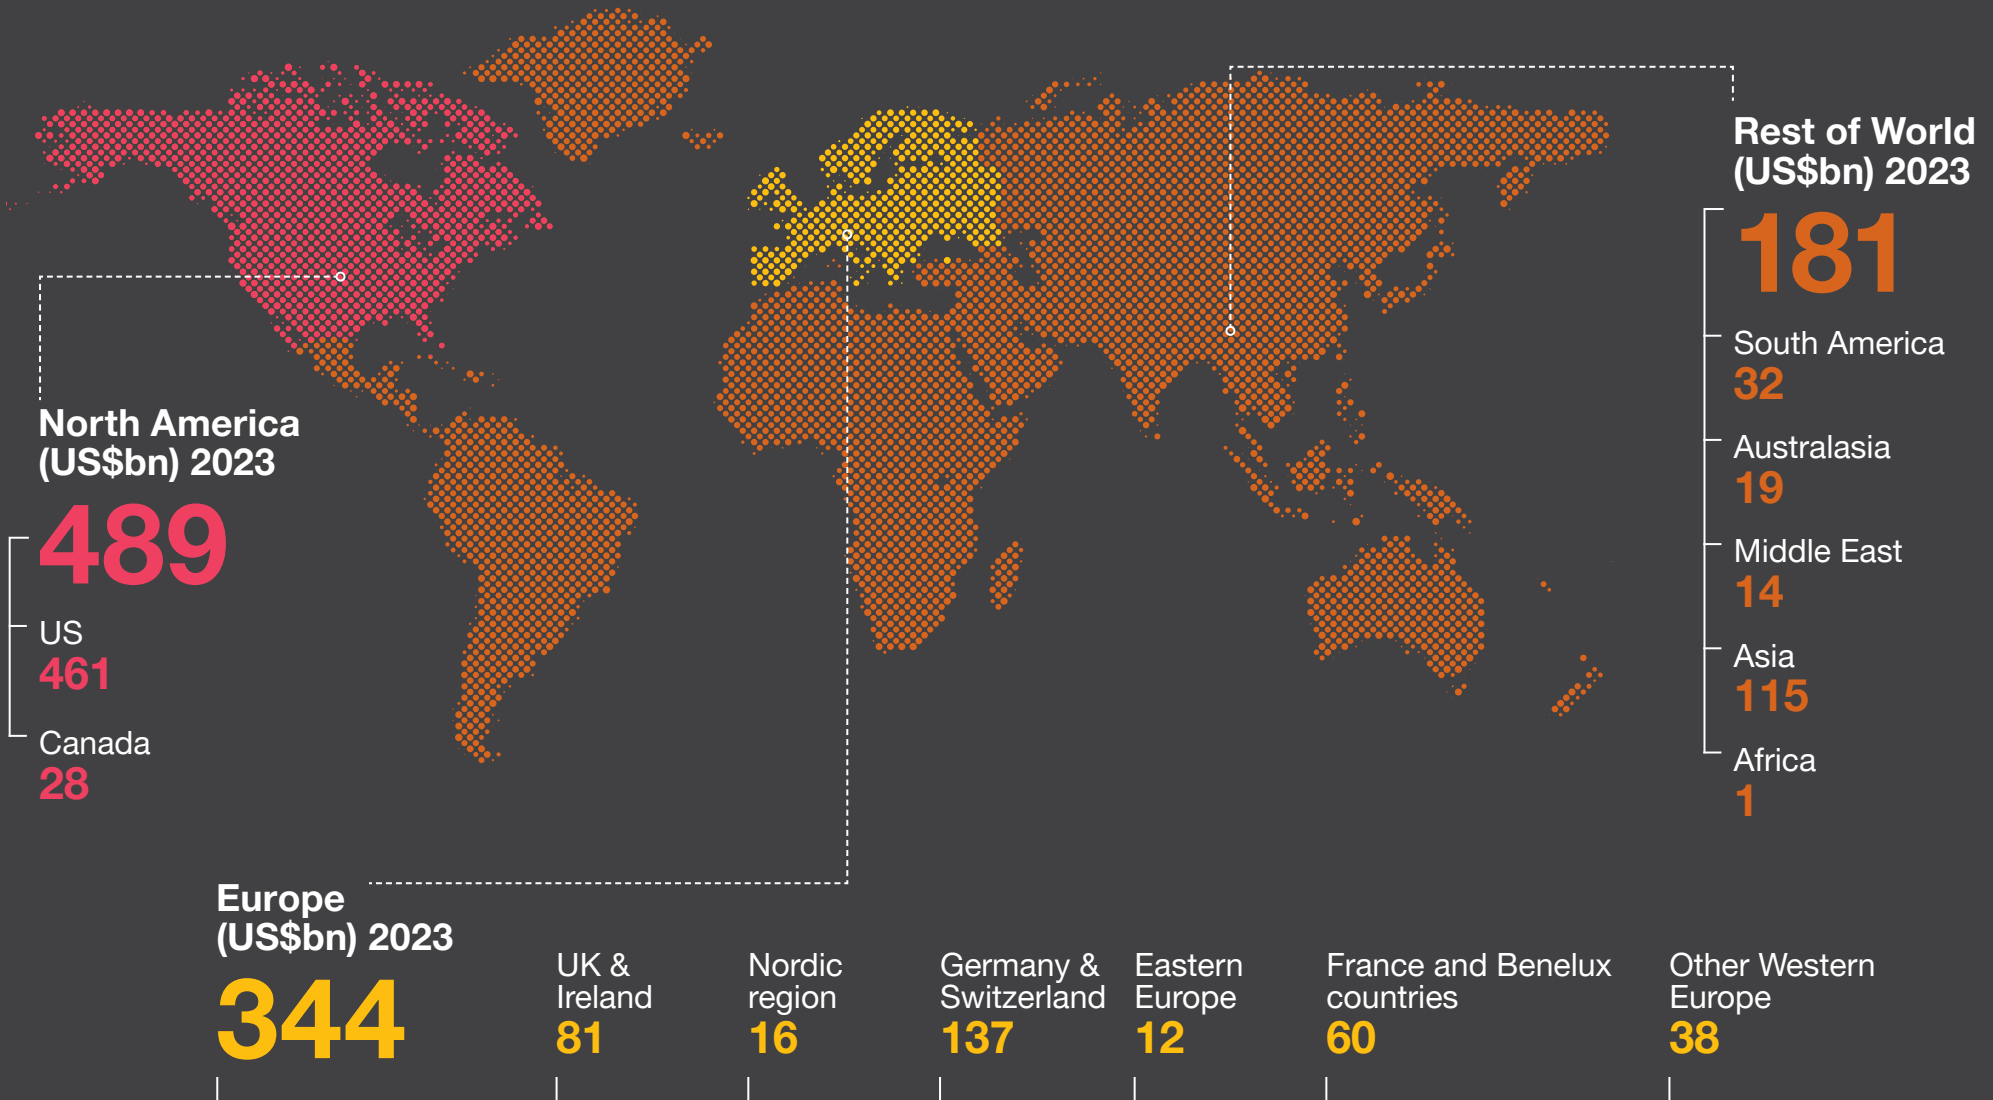 Rest of World
(US$bn) 2023
181
South America
32
Australasia
19
Middle East
14
Asia
115
Africa
1
North America
(US$bn) 2023
489
US
461
Canada
28
Europe
(US$bn) 2023
344
UK &
Ireland
81
Nordic
region
16
Germany &
Switzerland
137
Eastern
Europe
12
France and Benelux
countries
60
Other Western
Europe
38